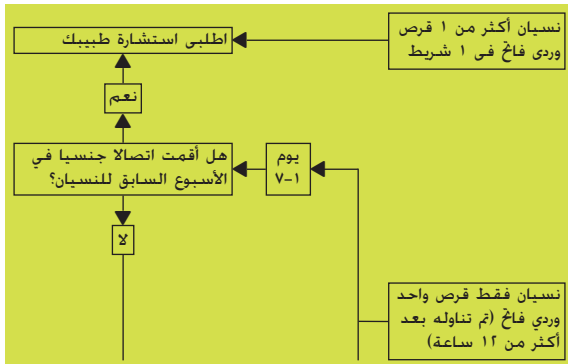 نسيان أكثر من ١ قرص
وردى فاتح فى ١ شريط
اطلبى استشارة طبيبك
نعم
يوم
١-٧
هل أقمت اتصالا جنسيا في
الأسبوع السابق للنسيان؟
لا
نسيان فقط قرص واحد
وردي فاتح (تم تناوله بعد
أكثر من ١٢ ساعة)